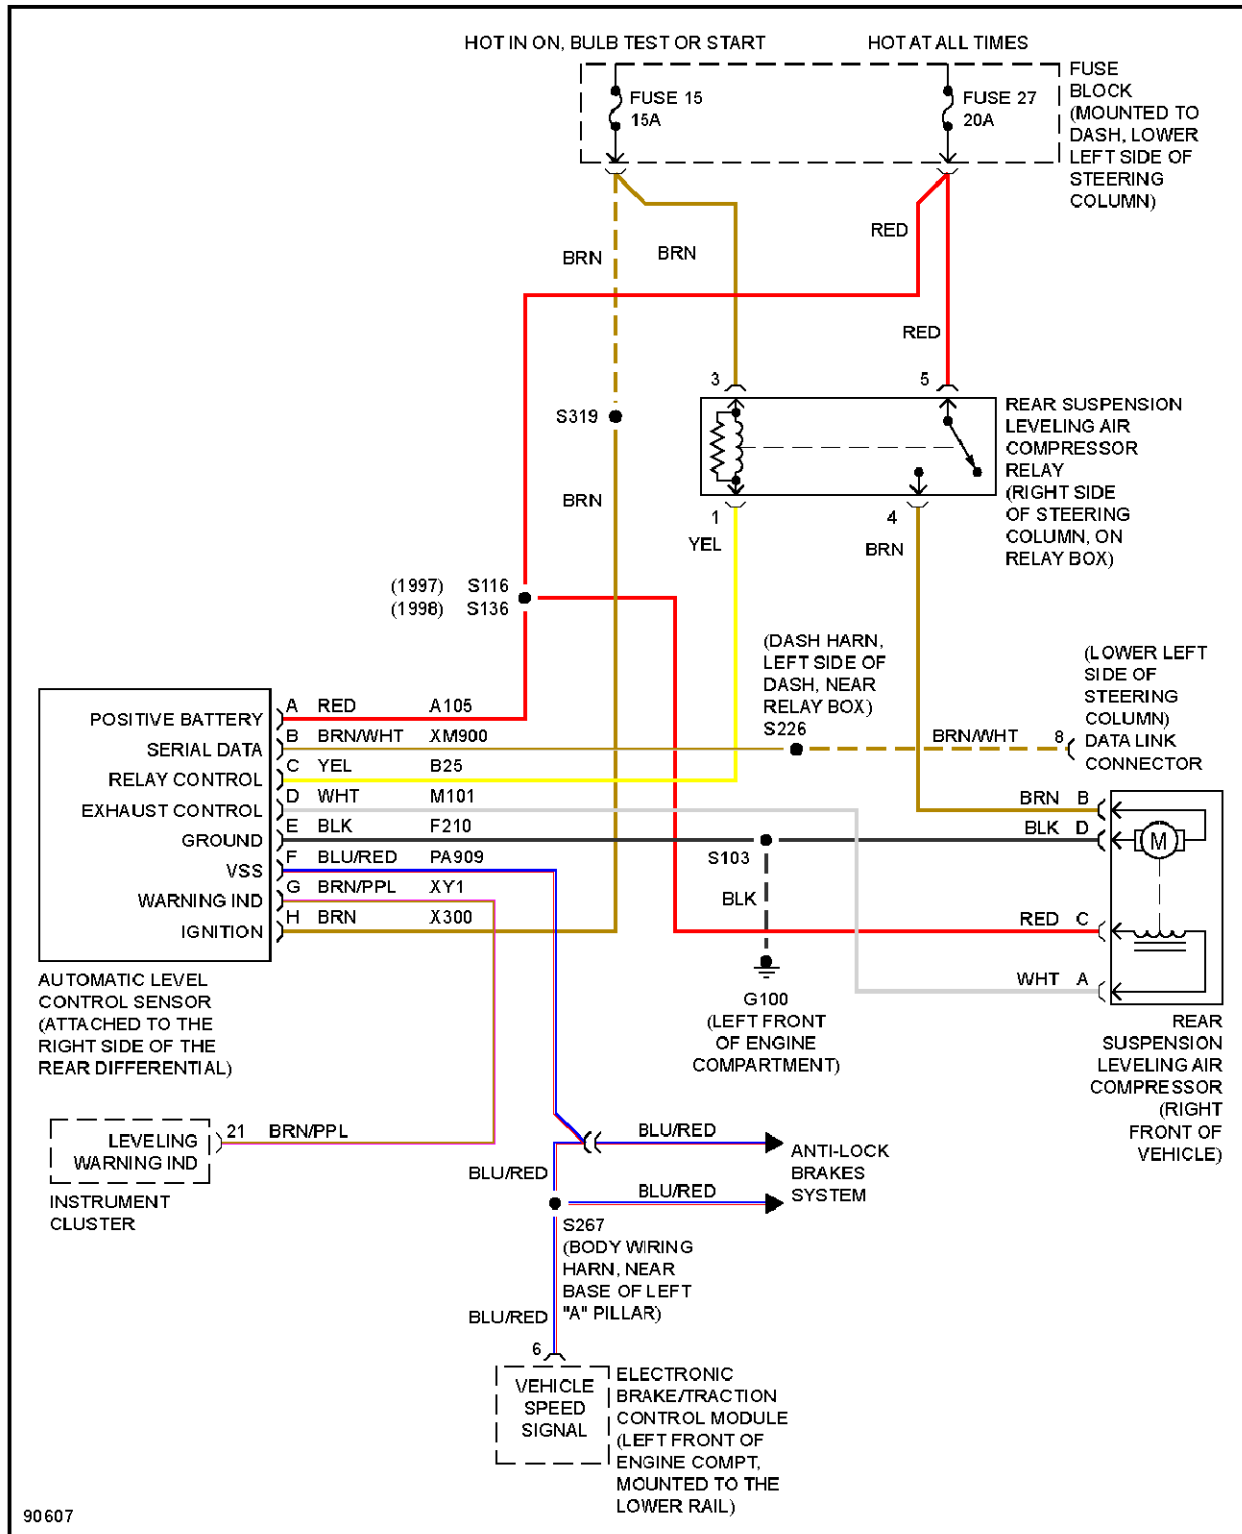 HOT IN ON, BULB TEST OR START
HOT AT ALL TIMES
FUSE 15
15A
FUSE 27
20A
FUSE
BLOCK
(MOUNTED TO
DASH, LOWER
LEFT SIDE OF
STEERING
COLUMN)
BRN
BRN
RED
RED
3
5
S319
REAR SUSPENSION
LEVELING AIR
COMPRESSOR
RELAY
(RIGHT SIDE
OF STEERING
COLUMN, ON
RELAY BOX)
BRN
1
YEL
4
BRN
(1997) S116
(1998) S136
(DASH HARN,
LEFT SIDE OF
DASH, NEAR
RELAY BOX)
S226
(LOWER LEFT
SIDE OF
STEERING
COLUMN)
DATA LINK
CONNECTOR
BRN/WHT 8
POSITIVE BATTERY A RED A105
SERIAL DATA B BRN/WHT XM900
RELAY CONTROL C YEL B25
EXHAUST CONTROL D WHT M101
GROUND E BLK F210
VSS F BLU/RED PA909
WARNING IND G BRN/PPL XY1
IGNITION H BRN X300
AUTOMATIC LEVEL
CONTROL SENSOR
(ATTACHED TO THE
RIGHT SIDE OF THE
REAR DIFFERENTIAL)
BRN B
BLK D
M
RED C
WHT A
S103
BLK
G100
(LEFT FRONT
OF ENGINE
COMPARTMENT)
REAR
SUSPENSION
LEVELING AIR
COMPRESSOR
(RIGHT
FRONT OF
VEHICLE)
LEVELING
WARNING IND
21 BRN/PPL
INSTRUMENT
CLUSTER
BLU/RED
BLU/RED
BLU/RED
ANTI-LOCK
BRAKES
SYSTEM
S267
(BODY WIRING
HARN, NEAR
BASE OF LEFT
"A" PILLAR)
BLU/RED
6
VEHICLE
SPEED
SIGNAL
ELECTRONIC
BRAKE/TRACTION
CONTROL MODULE
(LEFT FRONT OF
ENGINE COMPT,
MOUNTED TO THE
LOWER RAIL)
90607